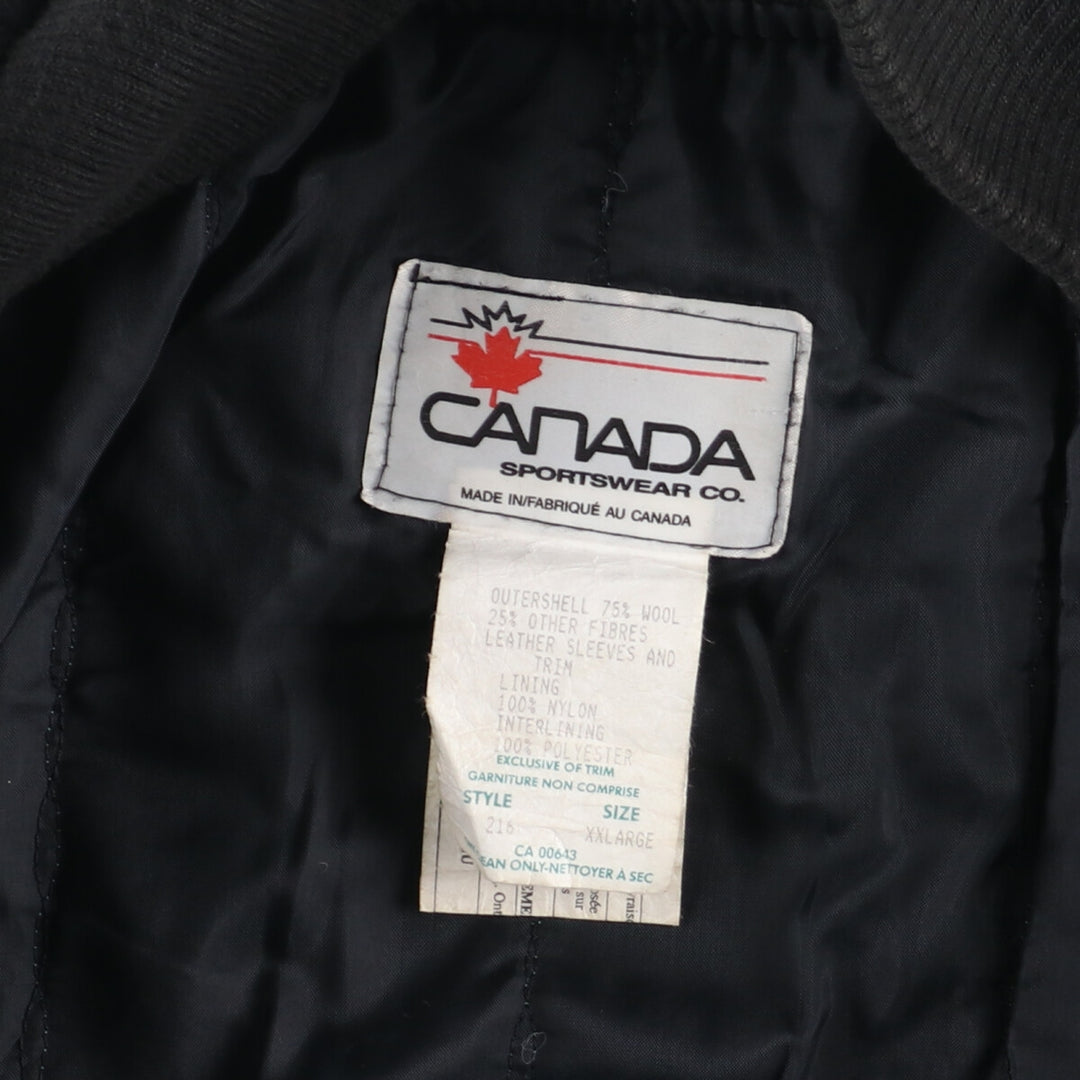 CANADA
SPORTSWEAR CO.
MADE IN/FABRIQUÉ AU CANADA
OUTERSHELL 75% WOOL
25% OTHER FIBRES
LEATHER SLEEVES AND
TRIM
LINING
100% NYLON
INTERLINING
100% POLYESTER
EXCLUSIVE OF TRIM
GARNITURE NON COMPRISE
STYLE SIZE
216 XXLARGE
CA 00643
EAN ONLY-NETTOYER À SEC